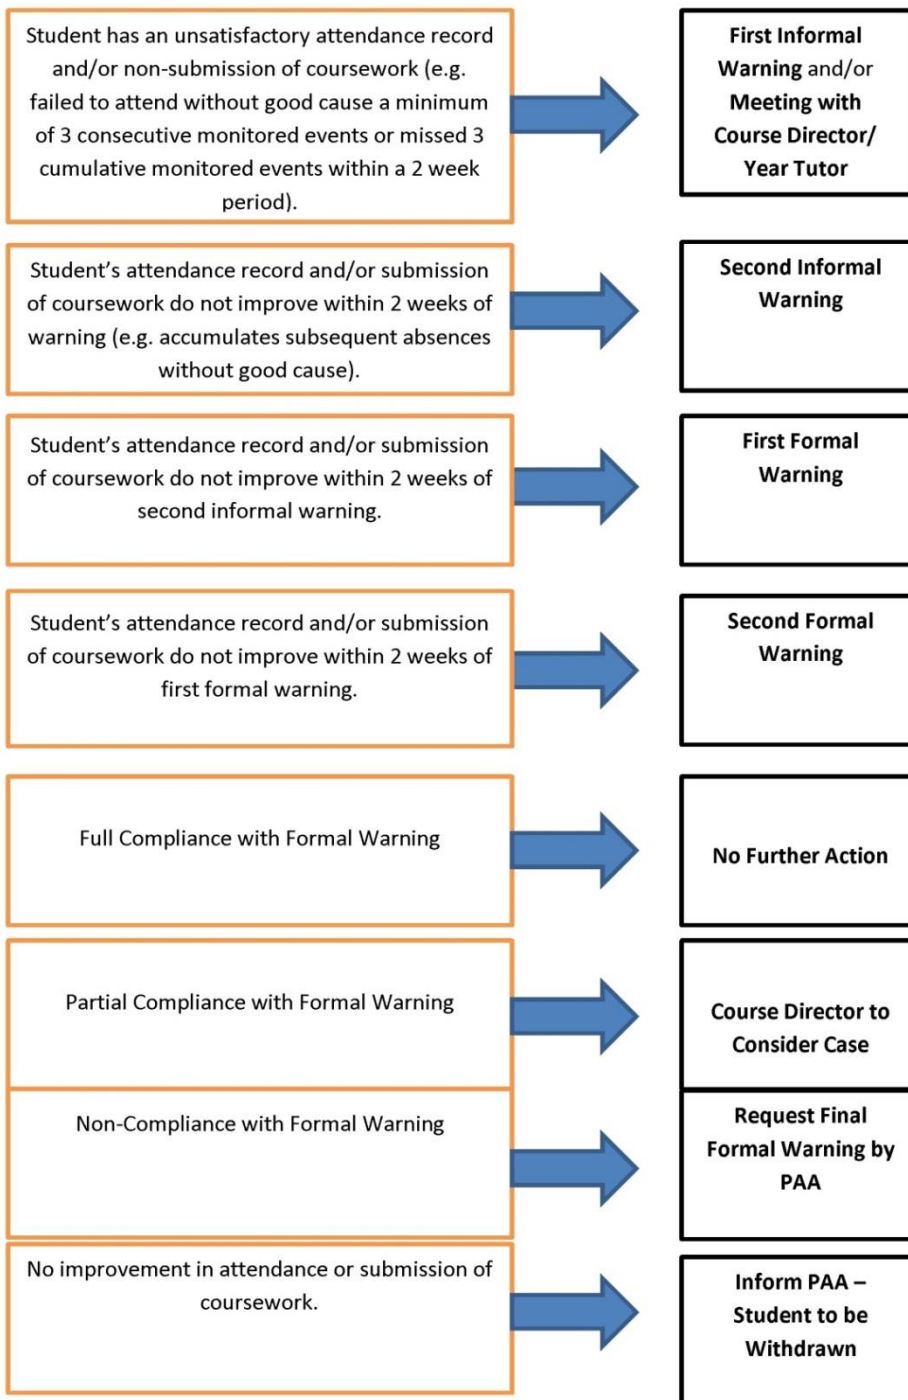 Student has an unsatisfactory attendance record
and/or non-submission of coursework (e.g.
failed to attend without good cause a minimum
of 3 consecutive monitored events or missed 3
cumulative monitored events within a 2 week
period).
First Informal
Warning and/or
Meeting with
Course Director/
Year Tutor
Student’s attendance record and/or submission
of coursework do not improve within 2 weeks of
warning (e.g. accumulates subsequent absences
without good cause).
Second Informal
Warning
Student’s attendance record and/or submission
of coursework do not improve within 2 weeks of
second informal warning.
First Formal
Warning
Student’s attendance record and/or submission
of coursework do not improve within 2 weeks of
first formal warning.
Second Formal
Warning
Full Compliance with Formal Warning
No Further Action
Partial Compliance with Formal Warning
Course Director to
Consider Case
Non-Compliance with Formal Warning
Request Final
Formal Warning by
PAA
No improvement in attendance or submission of
coursework.
Inform PAA –
Student to be
Withdrawn